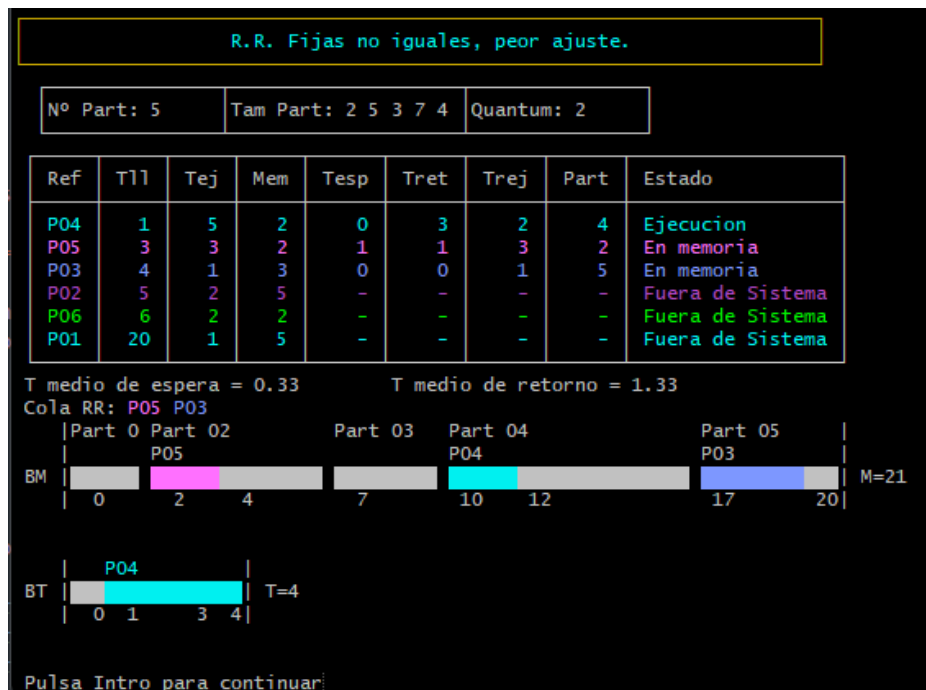 R.R. Fijas no iguales, peor ajuste.
Nº Part: 5 Tam Part: 2 5 3 7 4 Quantum: 2
Ref Tll Tej Mem Tesp Tret Trej Part Estado
P04 1 5 2 0 3 2 4 Ejecucion
P05 3 3 2 1 1 3 2 En memoria
P03 4 1 3 0 0 1 5 En memoria
P02 5 2 5 - - - - Fuera de Sistema
P06 6 2 2 - - - - Fuera de Sistema
P01 20 1 5 - - - - Fuera de Sistema
T medio de espera = 0.33 T medio de retorno = 1.33
Cola RR: P05 P03
|Part 0 Part 02 Part 03 Part 04 Part 05 |
| P05 P04 P03 |
BM | | M=21
| 0 2 4 7 10 12 17 20|
| P04 |
BT | | T=4
| 0 1 3 4|
Pulsa Intro para continuar